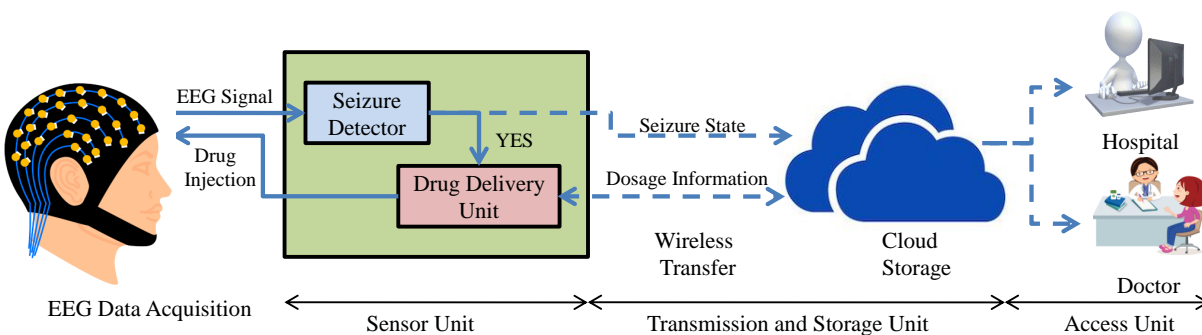 EEG Signal
Seizure
Detector
YES
Seizure State
Drug
Injection
Drug Delivery
Unit
Dosage Information
Hospital
Wireless
Transfer
Cloud
Storage
Doctor
EEG Data Acquisition
Sensor Unit
Transmission and Storage Unit
Access Unit